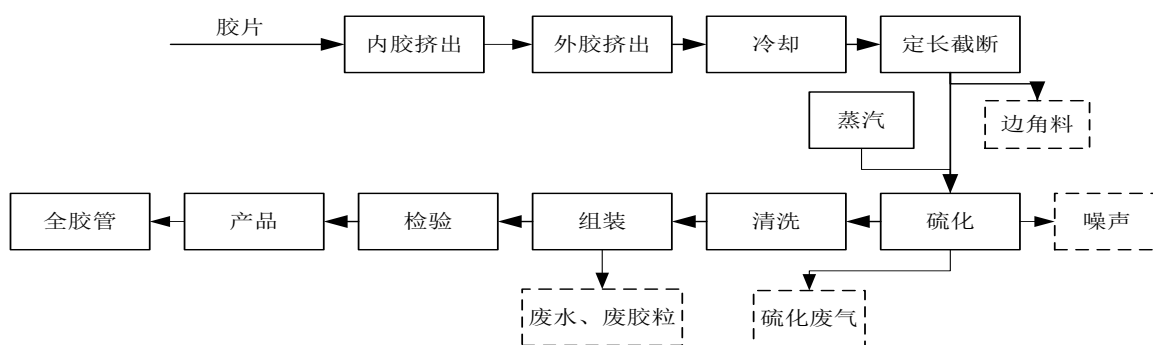 胶片
内胶挤出
外胶挤出
冷却
定长截断
蒸汽
边角料
全胶管
产品
检验
组装
清洗
硫化
噪声
废水、废胶粒
硫化废气